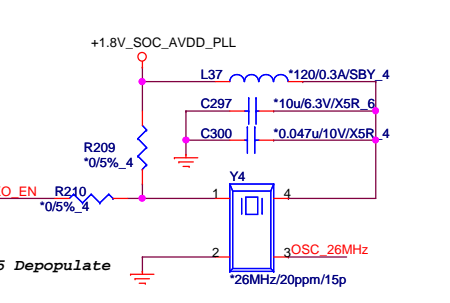 +1.8V_SOC_AVDD_PLL
L37 *120/0.3A/SBY_4
C297 *10u/6.3V/X5R_6
C300 *0.047u/10V/X5R_4
R209
*0/5%_4
O_EN R210
*0/5%_4
Y4
1 4
2 3 OSC_26MHz
5 Depopulate
*26MHz/20ppm/15p